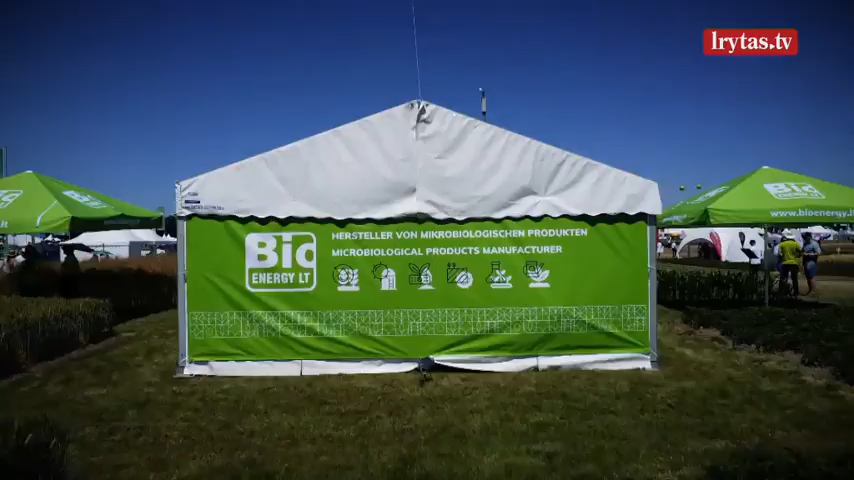 lrytas.tv
Bio
ENERGY LT
HERSTELLER VON MIKROBIOLOGISCHEN PRODUKTEN
MICROBIOLOGICAL PRODUCTS MANUFACTURER
Bio
www.bioenergy.lt